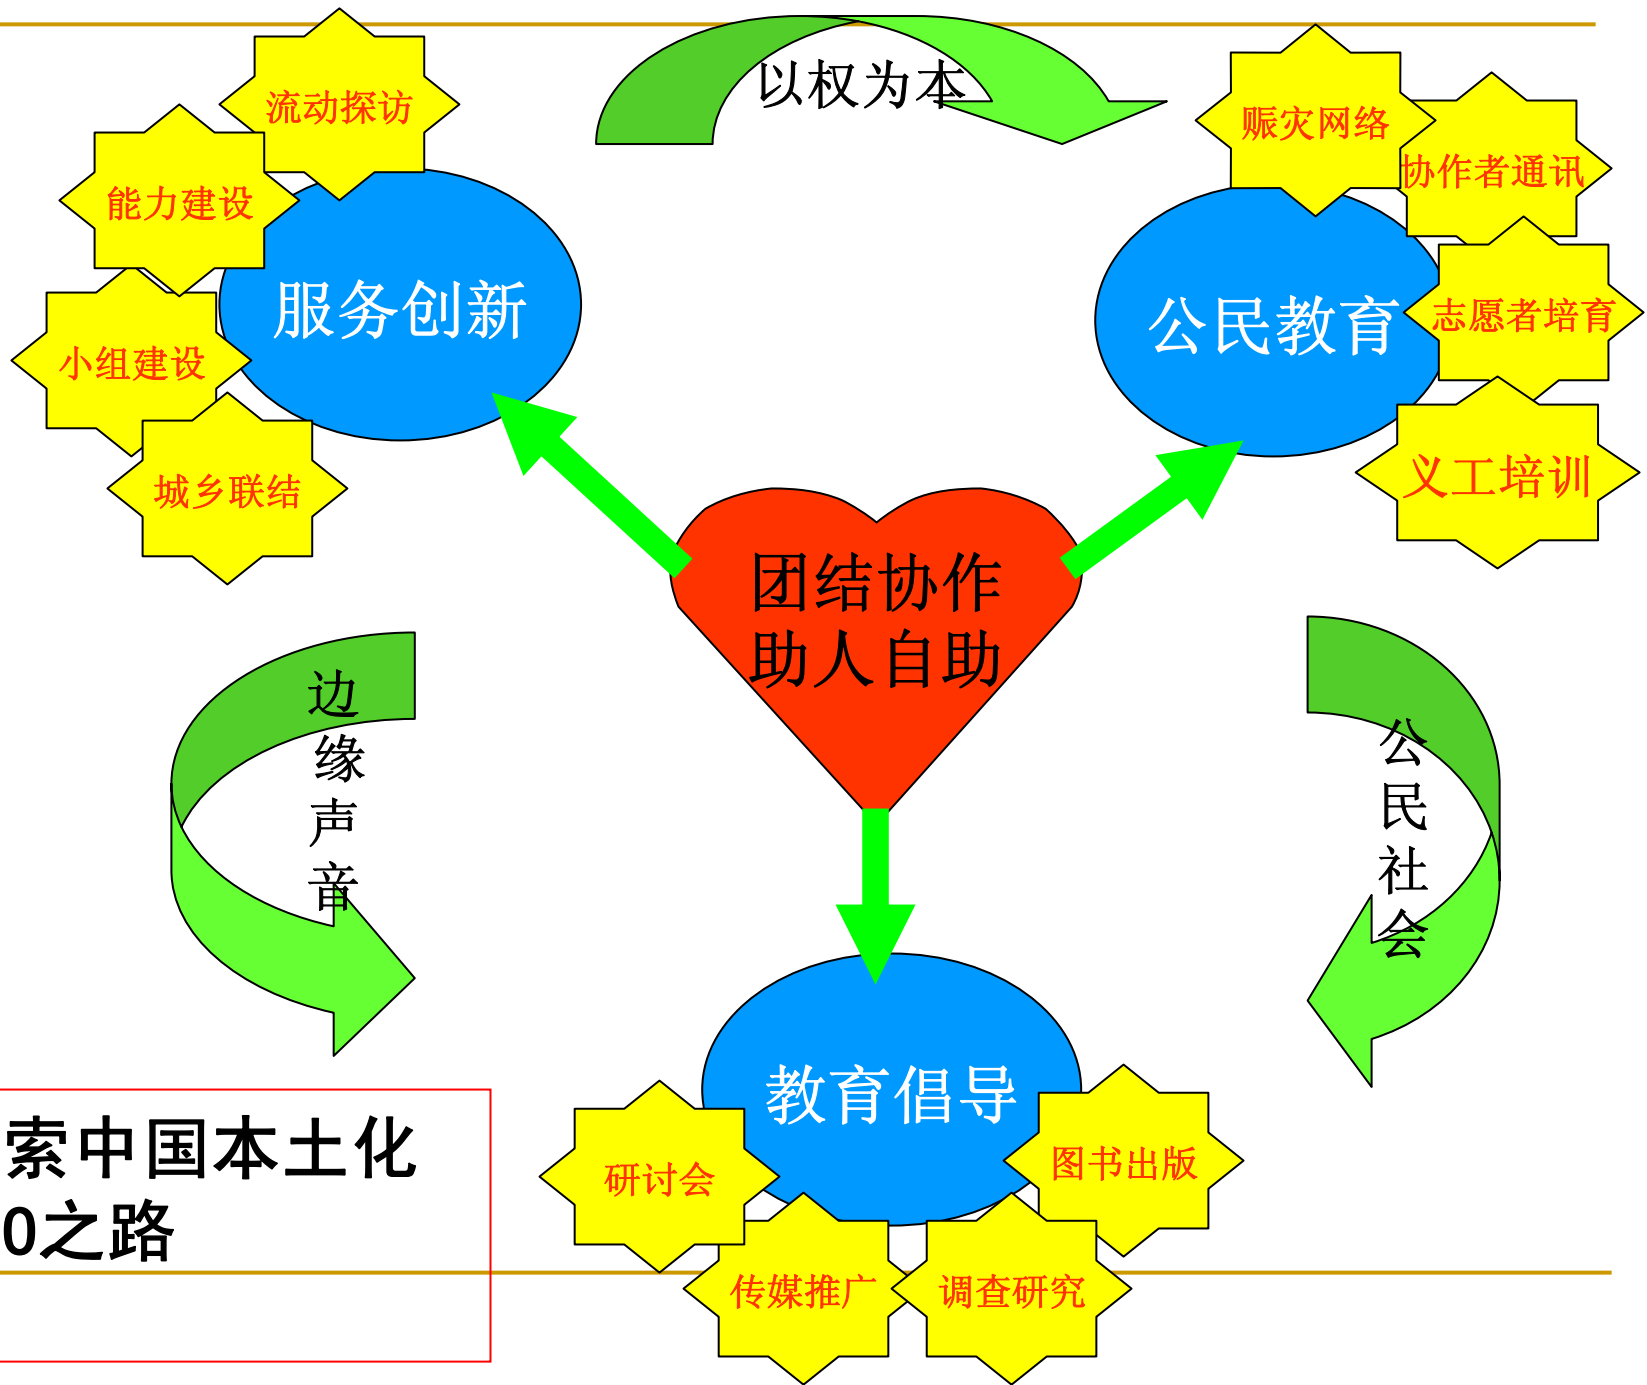 流动探访
以权为本
赈灾网络
协作者通讯
能力建设
服务创新
公民教育
志愿者培育
小组建设
城乡联结
义工培训
团结协作
助人自助
边
缘
声
音
公
民
社
会
教育倡导
索中国本土化
0之路
研讨会
图书出版
传媒推广
调查研究